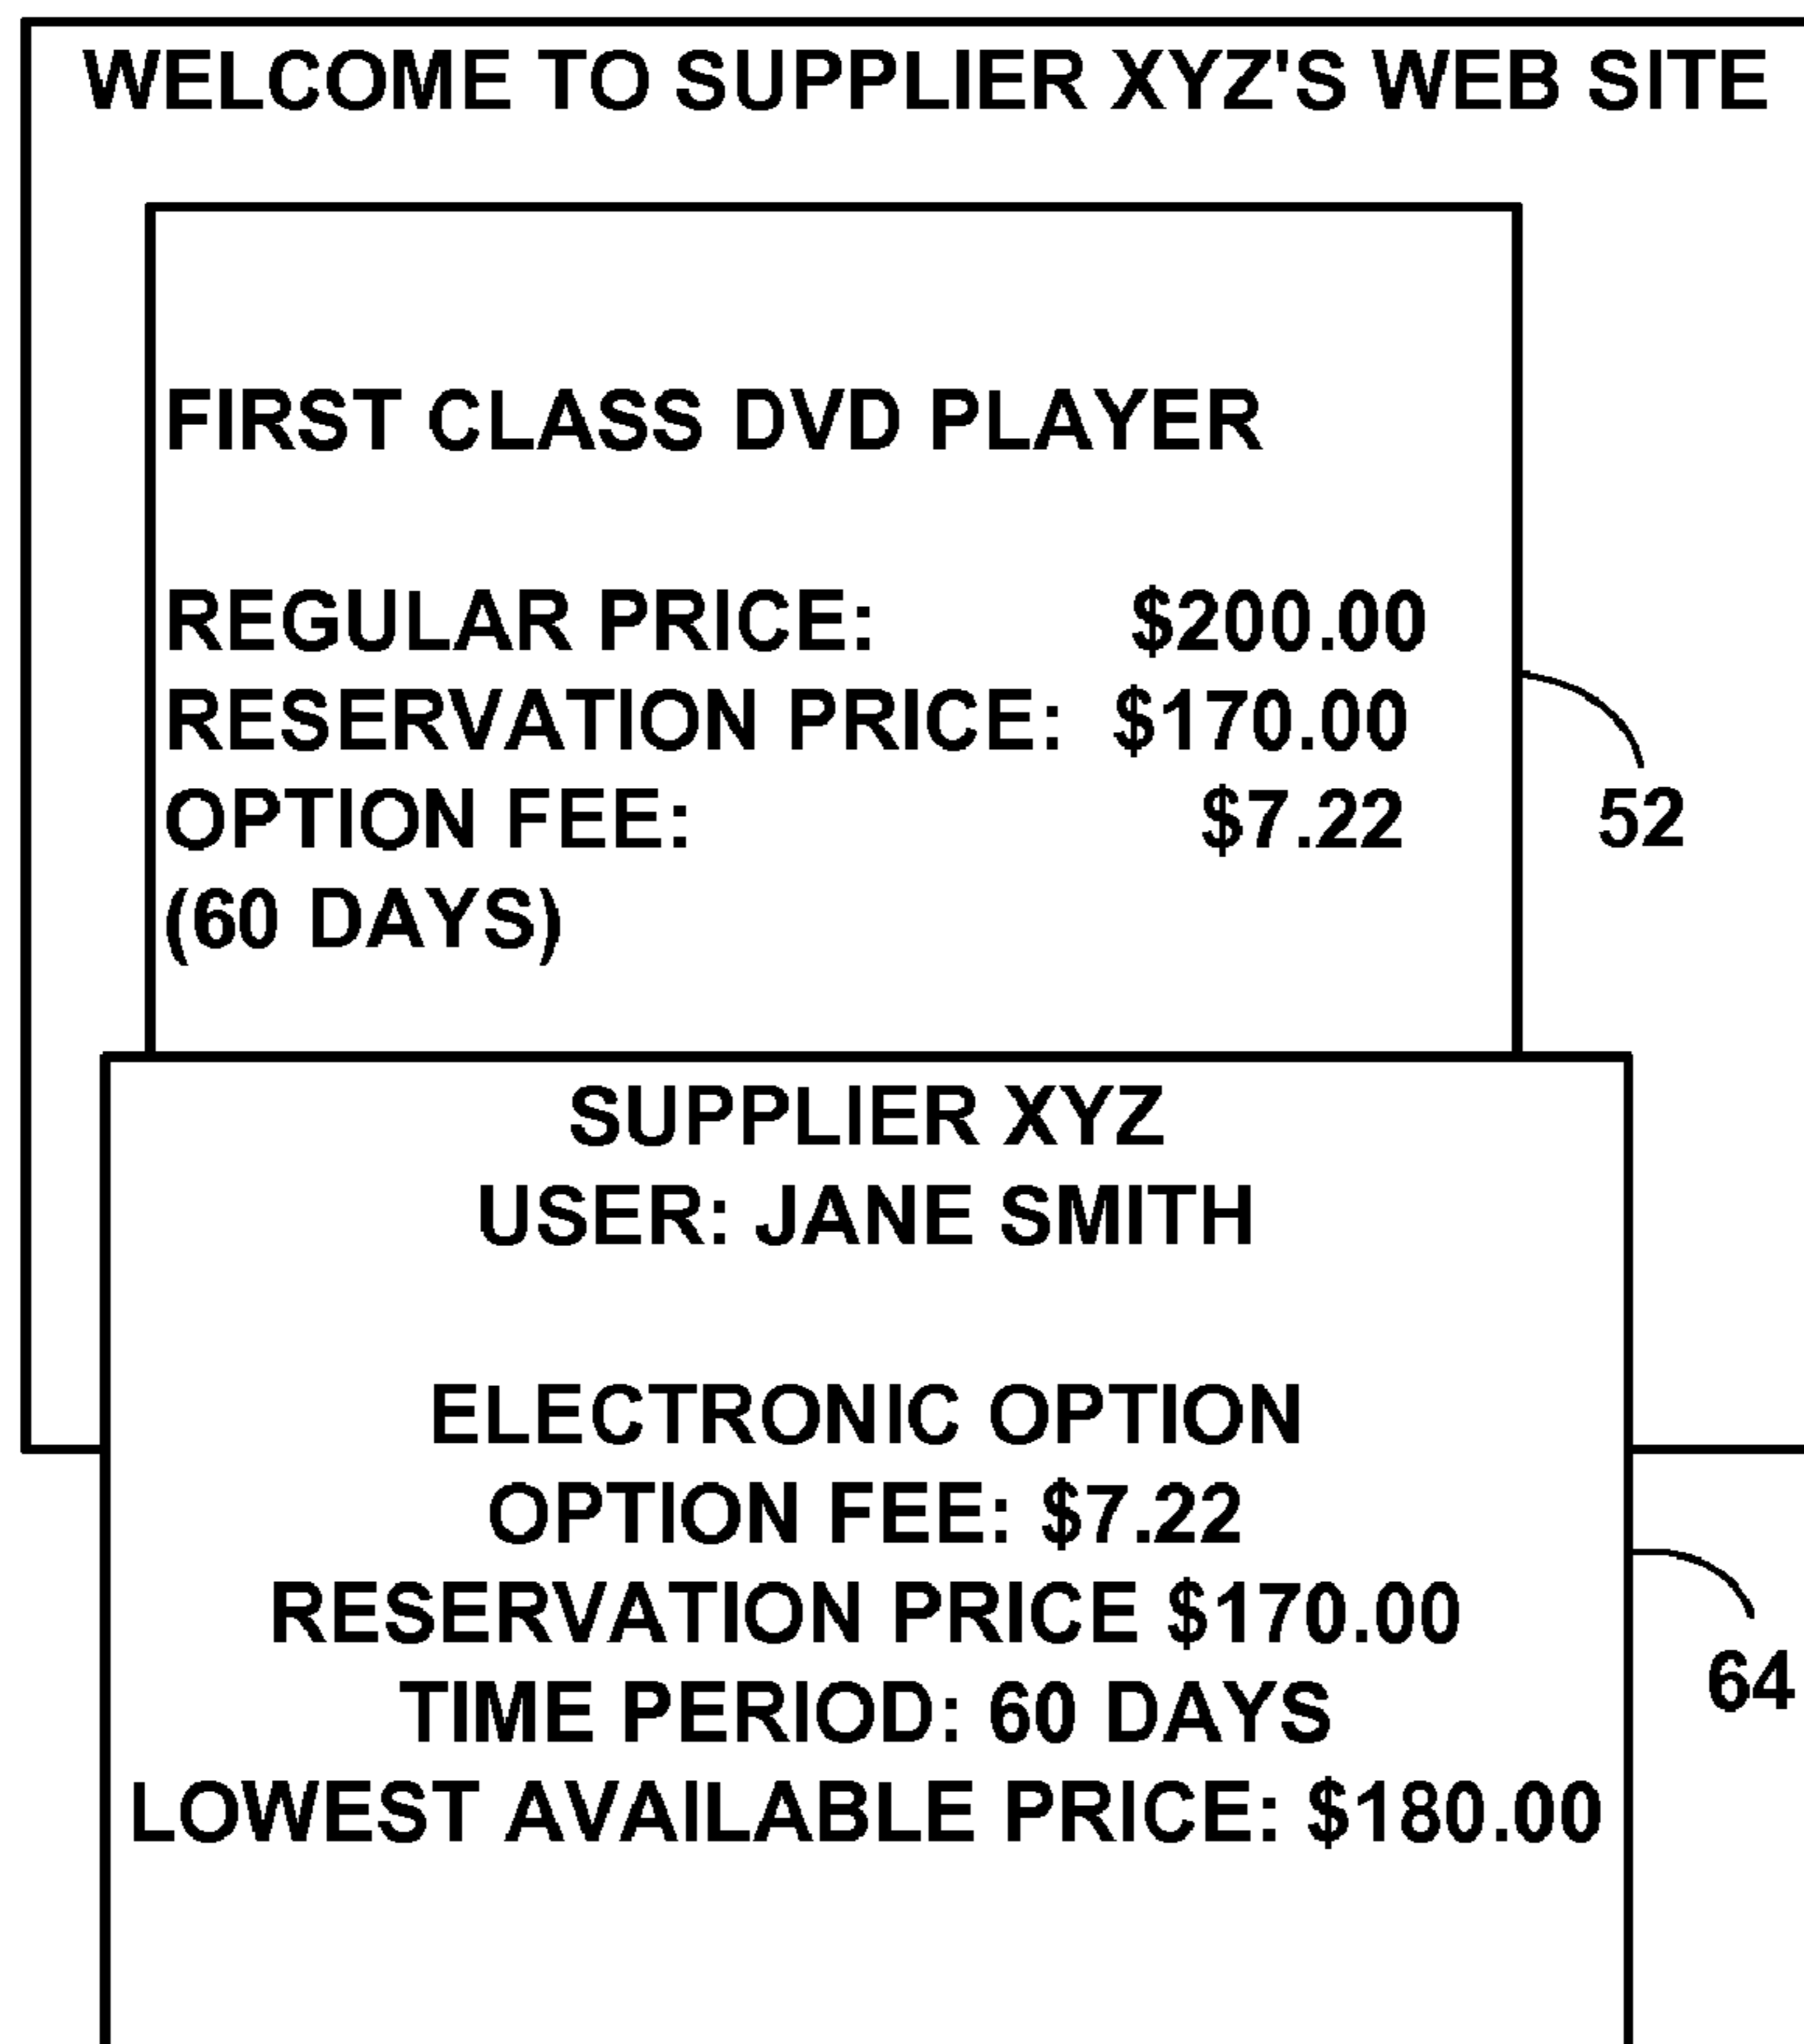 WELCOME TO SUPPLIER XYZ'S WEB SITE
FIRST CLASS DVD PLAYER
REGULAR PRICE: $200.00
RESERVATION PRICE: $170.00
OPTION FEE: $7.22
(60 DAYS)
52
SUPPLIER XYZ
USER: JANE SMITH
ELECTRONIC OPTION
OPTION FEE: $7.22
RESERVATION PRICE $170.00
TIME PERIOD: 60 DAYS
64
LOWEST AVAILABLE PRICE: $180.00